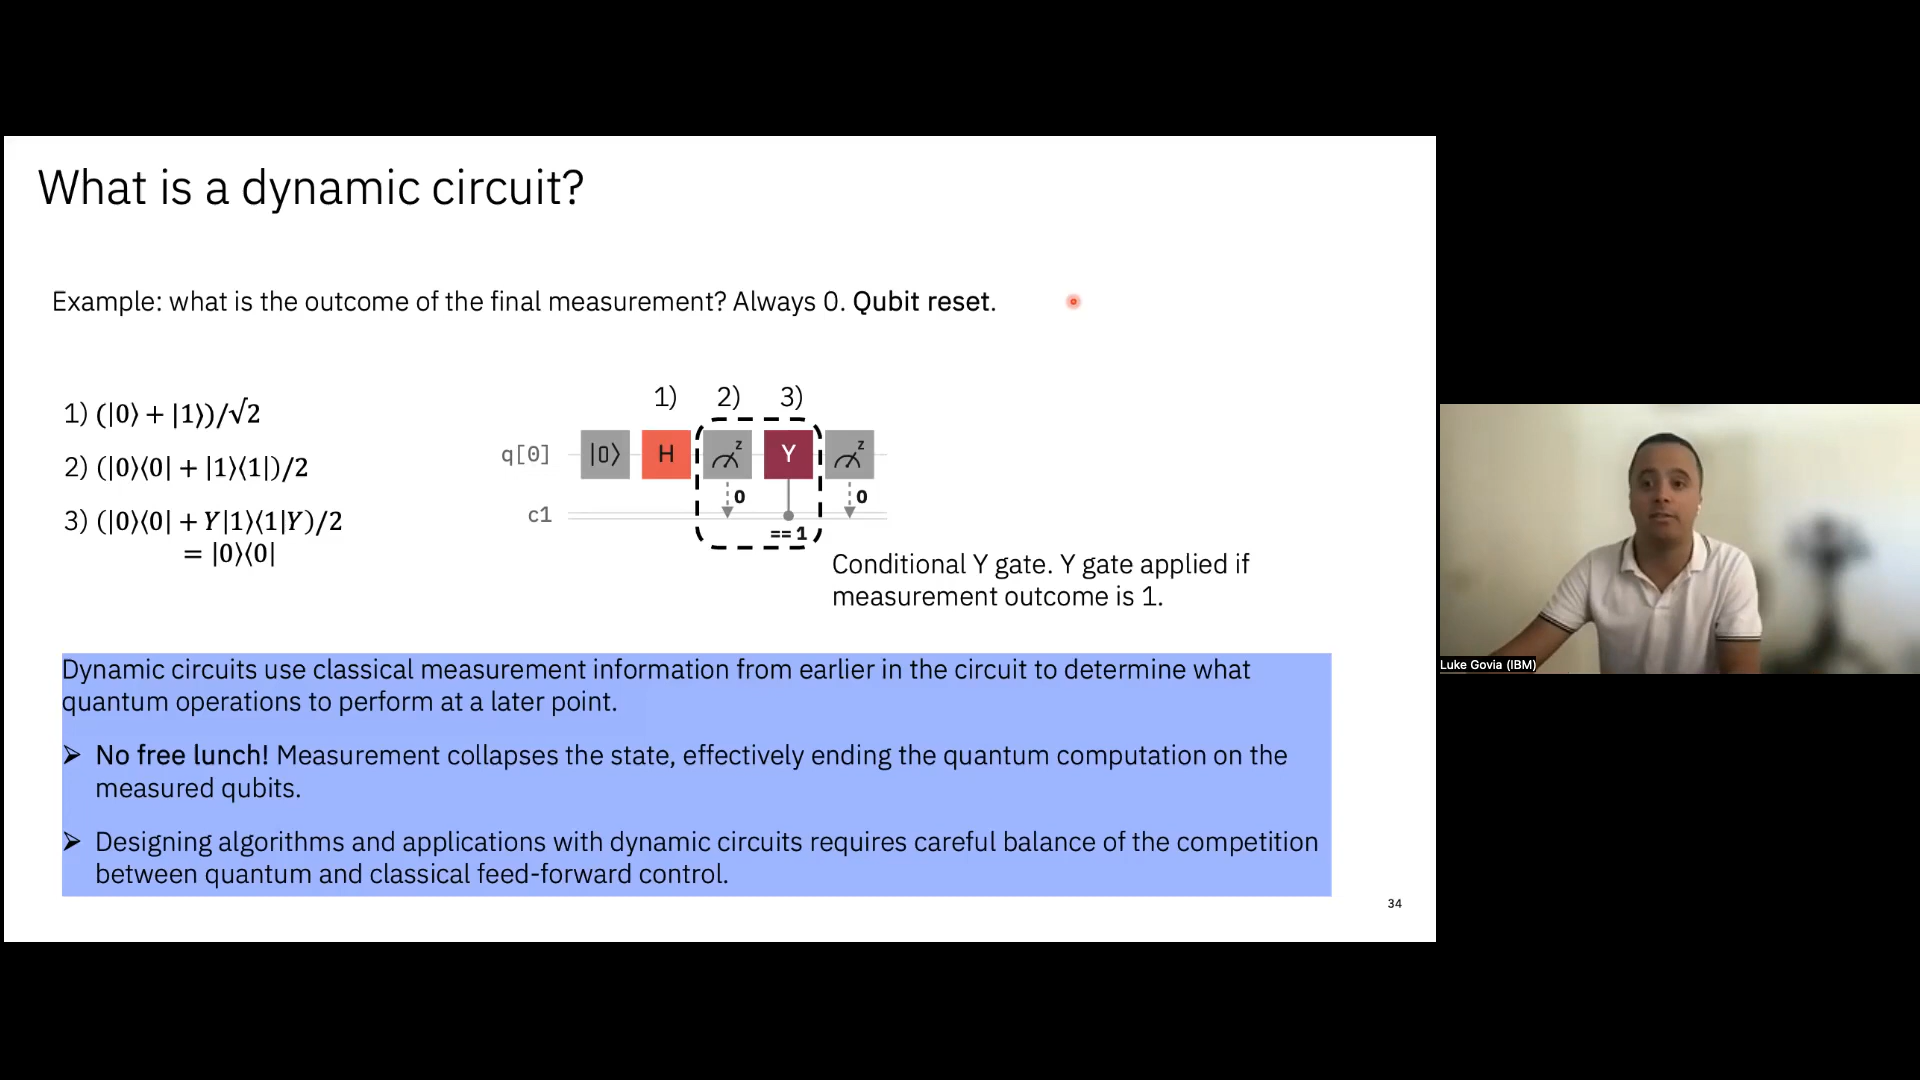 What is a dynamic circuit?
Example: what is the outcome of the final measurement? Always 0. Qubit reset.
1) (|0⟩ + |1⟩)/√2
2) (|0⟩⟨0| + |1⟩⟨1|)/2
3) (|0⟩⟨0| + Y|1⟩⟨1|Y)/2
= |0⟩⟨0|
1) 2) 3)
q[0] |0⟩ H z Y z
0 0
c1
== 1
Conditional Y gate. Y gate applied if
measurement outcome is 1.
Dynamic circuits use classical measurement information from earlier in the circuit to determine what
quantum operations to perform at a later point.
➢ No free lunch! Measurement collapses the state, effectively ending the quantum computation on the
measured qubits.
➢ Designing algorithms and applications with dynamic circuits requires careful balance of the competition
between quantum and classical feed-forward control.
34
Luke Govia (IBM)